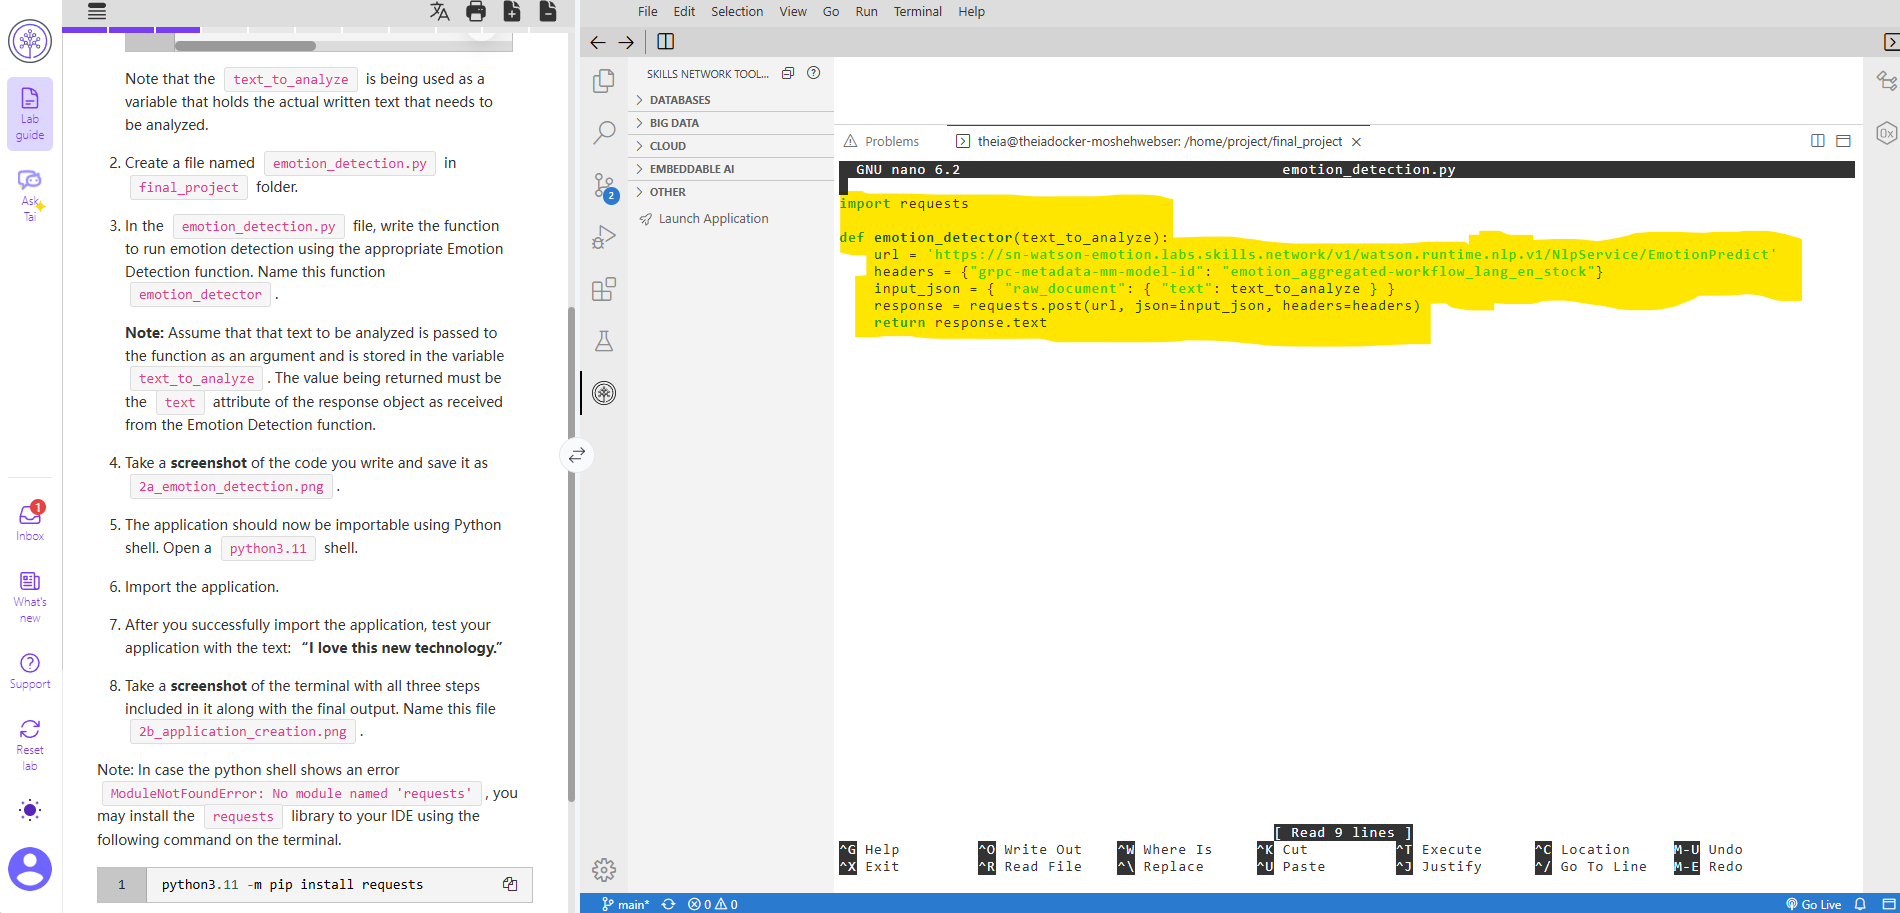 File Edit Selection View Go Run Terminal Help
Lab guide
Ask Tai
Inbox
1
What's new
Support
Reset lab
Note that the text_to_analyze is being used as a
variable that holds the actual written text that needs to
be analyzed.
2. Create a file named emotion_detection.py in
final_project folder.
3. In the emotion_detection.py file, write the function
to run emotion detection using the appropriate Emotion
Detection function. Name this function
emotion_detector .
Note: Assume that that text to be analyzed is passed to
the function as an argument and is stored in the variable
text_to_analyze . The value being returned must be
the text attribute of the response object as received
from the Emotion Detection function.
4. Take a screenshot of the code you write and save it as
2a_emotion_detection.png .
5. The application should now be importable using Python
shell. Open a python3.11 shell.
6. Import the application.
7. After you successfully import the application, test your
application with the text: “I love this new technology.”
8. Take a screenshot of the terminal with all three steps
included in it along with the final output. Name this file
2b_application_creation.png .
Note: In case the python shell shows an error
ModuleNotFoundError: No module named 'requests' , you
may install the requests library to your IDE using the
following command on the terminal.
1 python3.11 -m pip install requests
SKILLS NETWORK TOOL...
DATABASES
BIG DATA
CLOUD
EMBEDDABLE AI
OTHER
Launch Application
2
Problems
theia@theiadocker-moshehwebser: /home/project/final_project
GNU nano 6.2 emotion_detection.py
import requests
def emotion_detector(text_to_analyze):
url = 'https://sn-watson-emotion.labs.skills.network/v1/watson.runtime.nlp.v1/NlpService/EmotionPredict'
headers = {"grpc-metadata-mm-model-id": "emotion_aggregated-workflow_lang_en_stock"}
input_json = { "raw_document": { "text": text_to_analyze } }
response = requests.post(url, json=input_json, headers=headers)
return response.text
[ Read 9 lines ]
^G Help ^O Write Out ^W Where Is ^K Cut ^T Execute ^C Location M-U Undo
^X Exit ^R Read File ^\ Replace ^U Paste ^J Justify ^/ Go To Line M-E Redo
main* 0 0 Go Live
0x